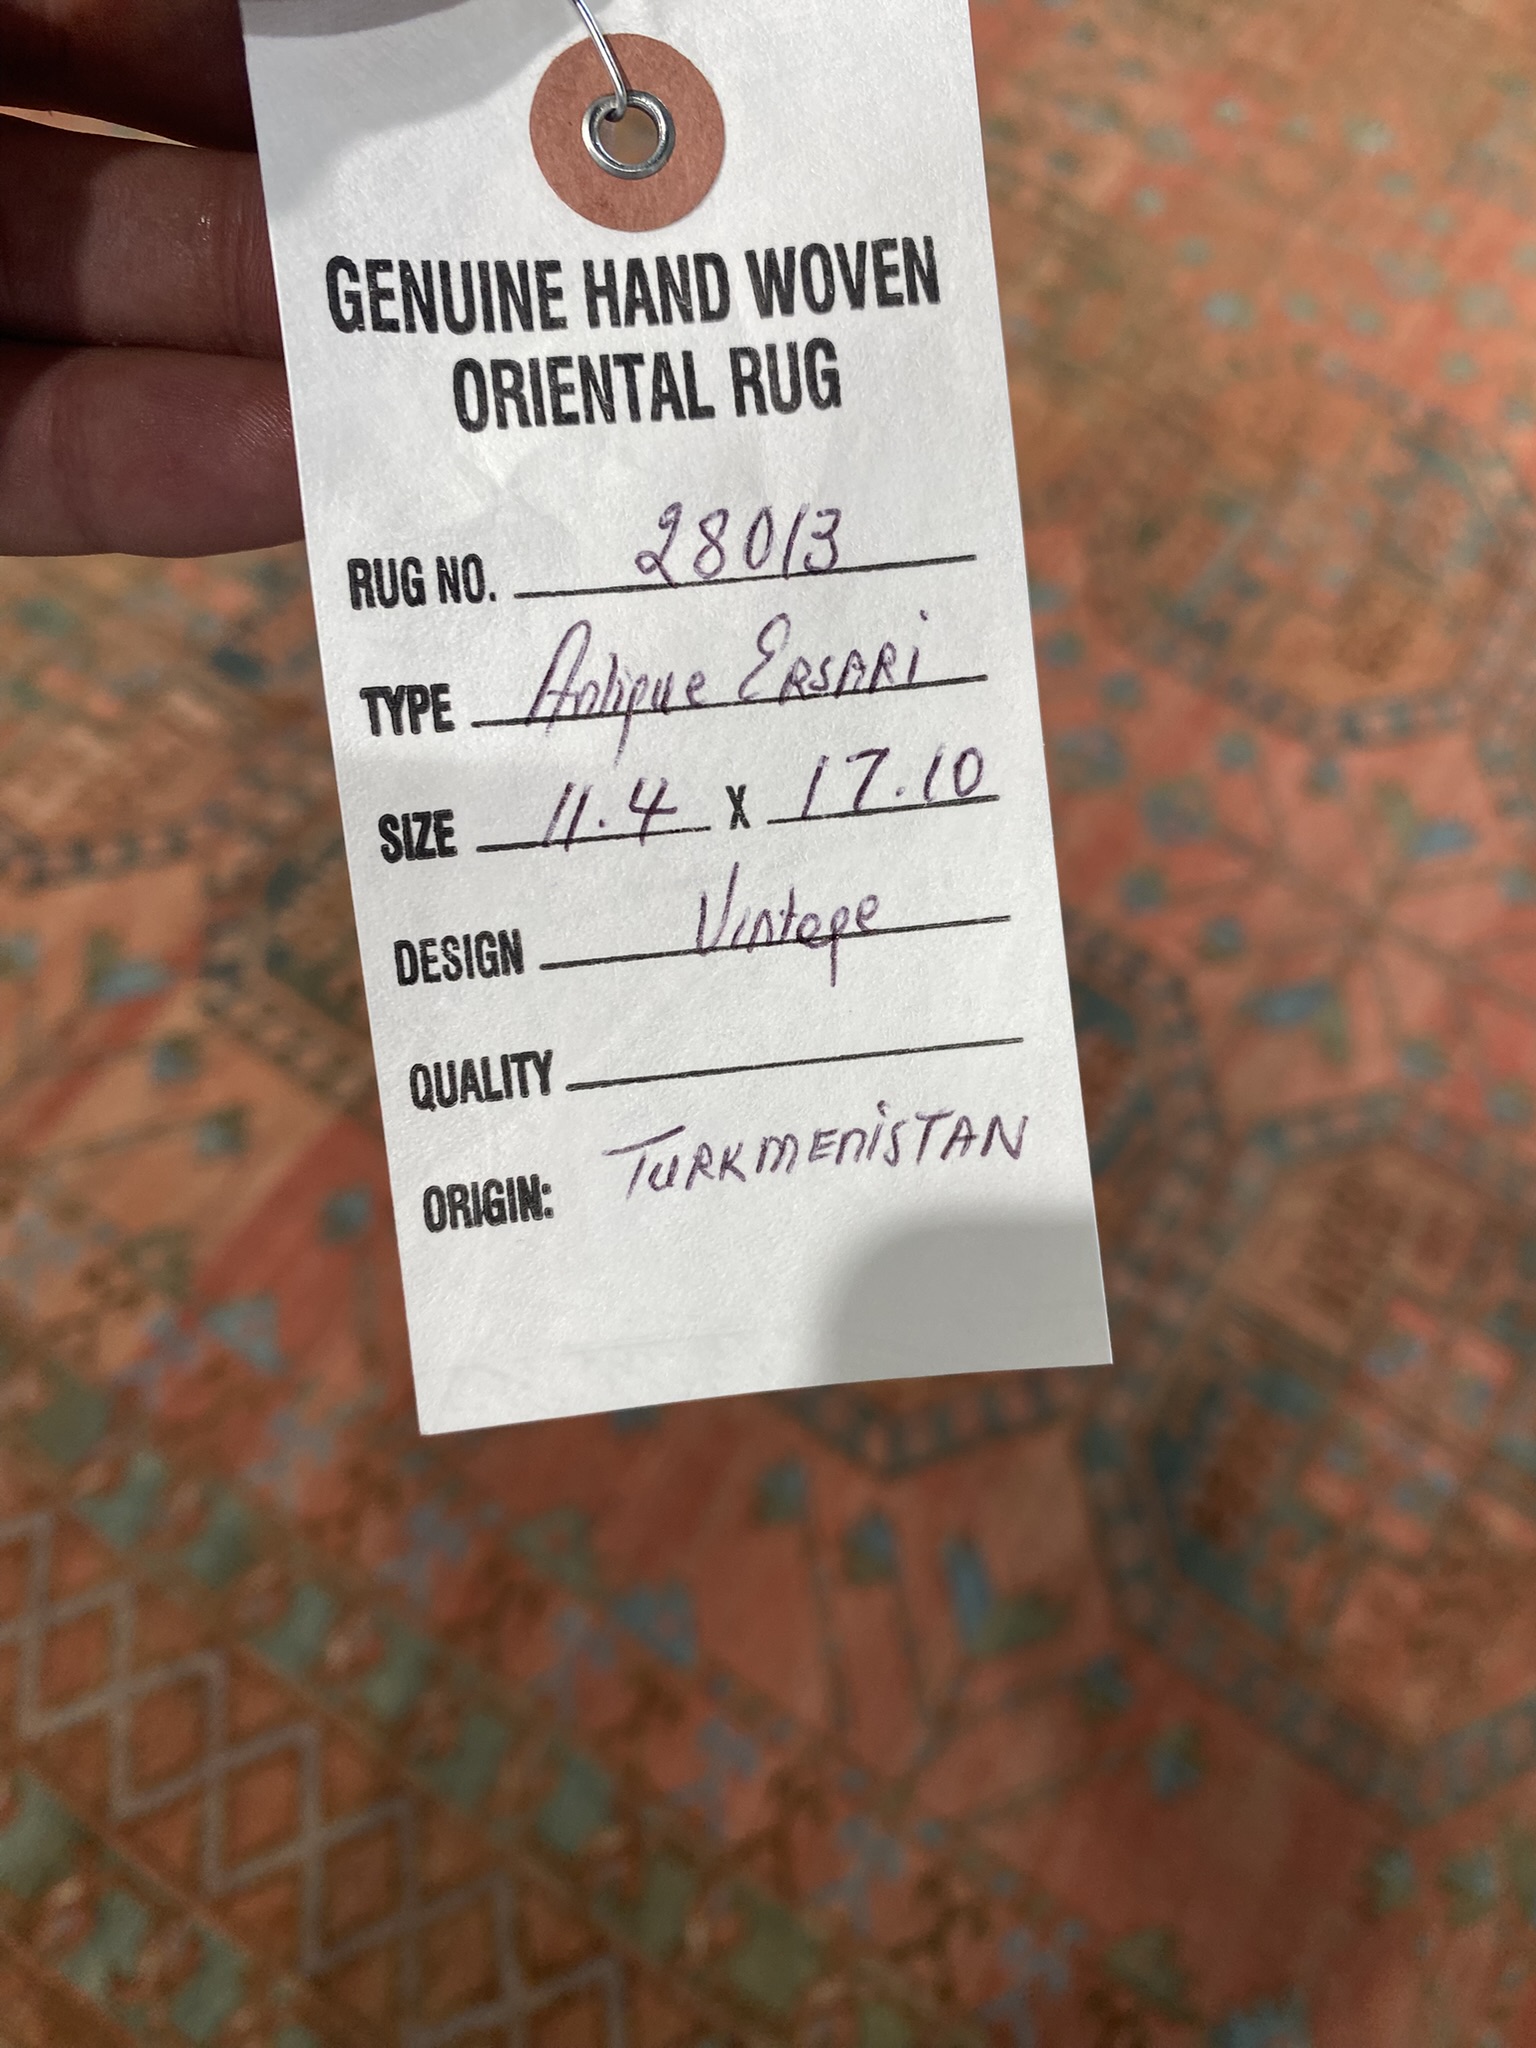 GENUINE HAND WOVEN
ORIENTAL RUG
RUG NO. 28013
TYPE Antique ERSARi
SIZE 11.4 X 17.10
DESIGN Vintage
QUALITY
ORIGIN: TURKMENiSTAN